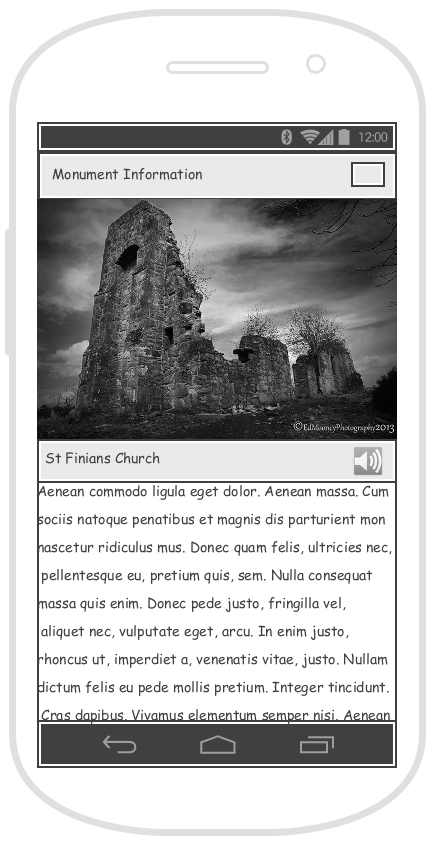 12:00
Monument Information
©EdMooneyPhotography2013
St Finians Church
Aenean commodo ligula eget dolor. Aenean massa. Cum
sociis natoque penatibus et magnis dis parturient mon
nascetur ridiculus mus. Donec quam felis, ultricies nec,
pellentesque eu, pretium quis, sem. Nulla consequat
massa quis enim. Donec pede justo, fringilla vel,
aliquet nec, vulputate eget, arcu. In enim justo,
rhoncus ut, imperdiet a, venenatis vitae, justo. Nullam
dictum felis eu pede mollis pretium. Integer tincidunt.
Cras dapibus. Vivamus elementum semper nisi. Aenean